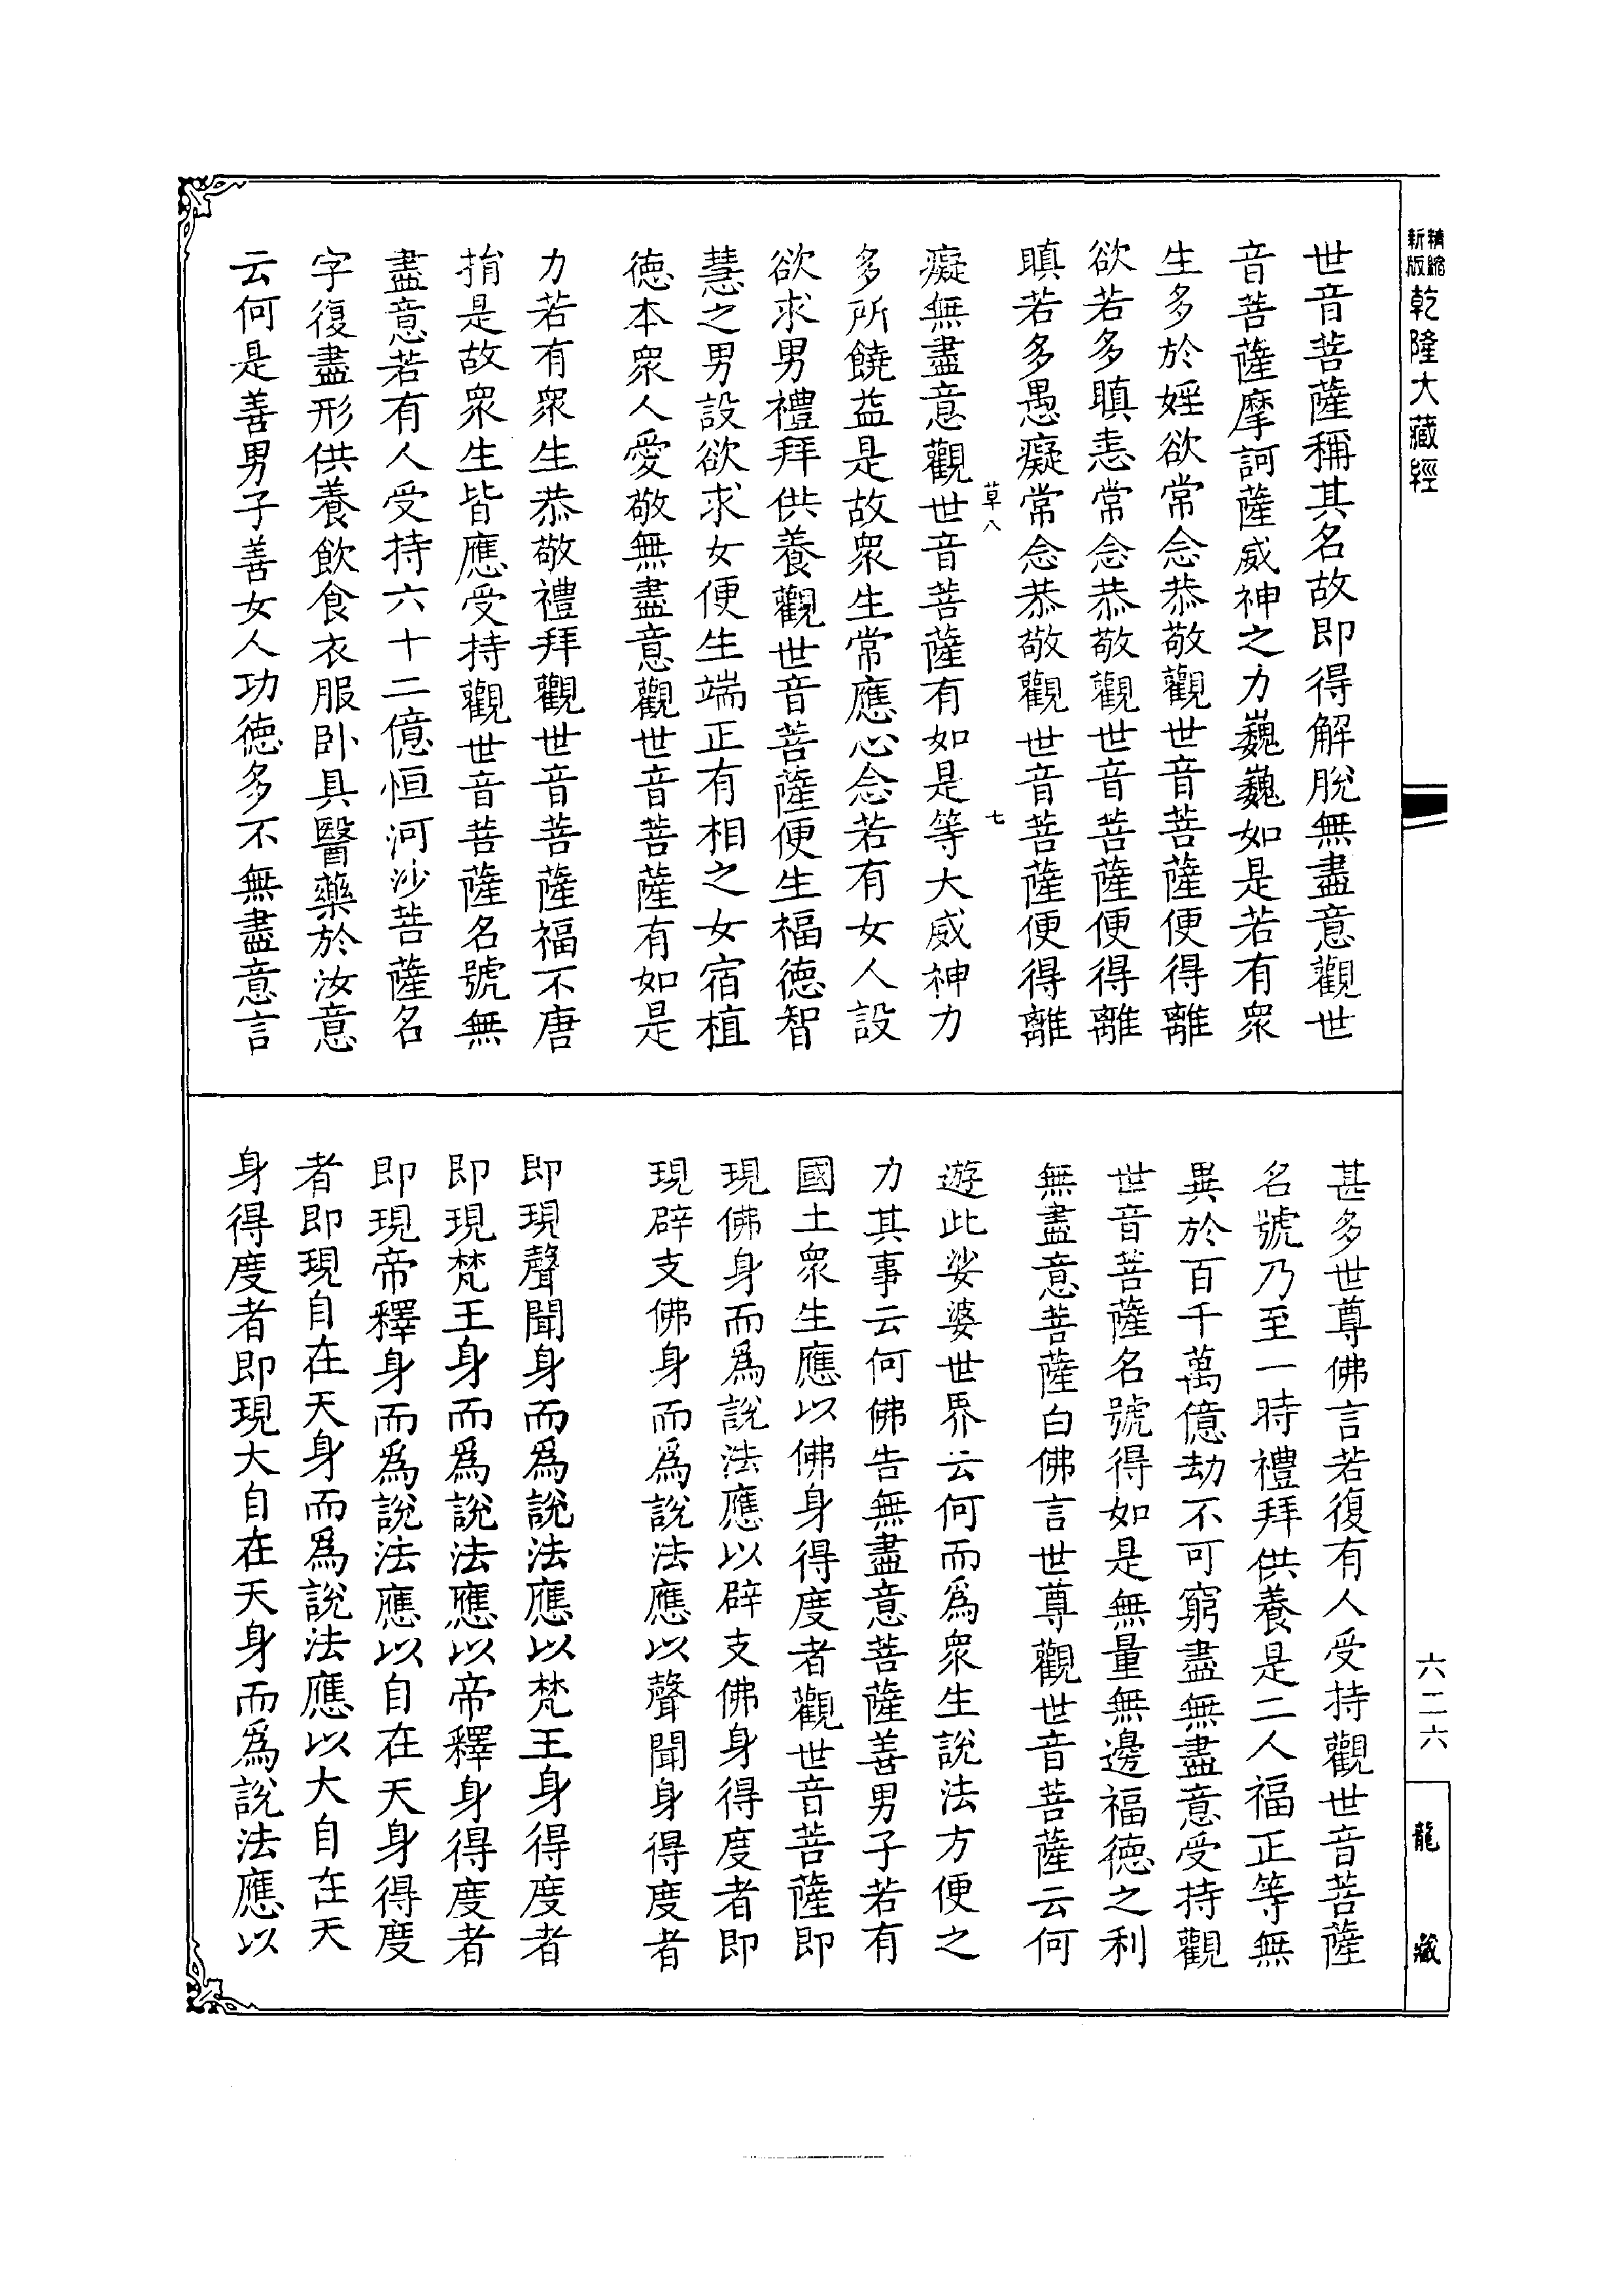 精縮新版乾隆大藏經
世音菩薩稱其名故即得解脫無盡意觀世
音菩薩摩訶薩威神之力巍巍如是若有衆
生多於婬欲常念恭敬觀世音菩薩便得離
欲若多瞋恚常念恭敬觀世音菩薩便得離
瞋若多愚癡常念恭敬觀世音菩薩便得離
草八 七
癡無盡意觀世音菩薩有如是等大威神力
多所饒益是故衆生常應心念若有女人設
欲求男禮拜供養觀世音菩薩便生福德智
慧之男設欲求女便生端正有相之女宿植
德本衆人愛敬無盡意觀世音菩薩有如是
力若有衆生恭敬禮拜觀世音菩薩福不唐
捐是故衆生皆應受持觀世音菩薩名號無
盡意若有人受持六十二億恒河沙菩薩名
字復盡形供養飲食衣服卧具醫藥於汝意
云何是善男子善女人功德多不無盡意言
甚多世尊佛言若復有人受持觀世音菩薩
名號乃至一時禮拜供養是二人福正等無
異於百千萬億劫不可窮盡無盡意受持觀
世音菩薩名號得如是無量無邊福德之利
無盡意菩薩白佛言世尊觀世音菩薩云何
遊此娑婆世界云何而爲衆生說法方便之
力其事云何佛告無盡意菩薩善男子若有
國土衆生應以佛身得度者觀世音菩薩即
現佛身而爲說法應以辟支佛身得度者即
現辟支佛身而爲說法應以聲聞身得度者
即現聲聞身而爲說法應以梵王身得度者
即現梵王身而爲說法應以帝釋身得度者
即現帝釋身而爲說法應以自在天身得度
者即現自在天身而爲說法應以大自在天
身得度者即現大自在天身而爲說法應以
六二六
龍藏